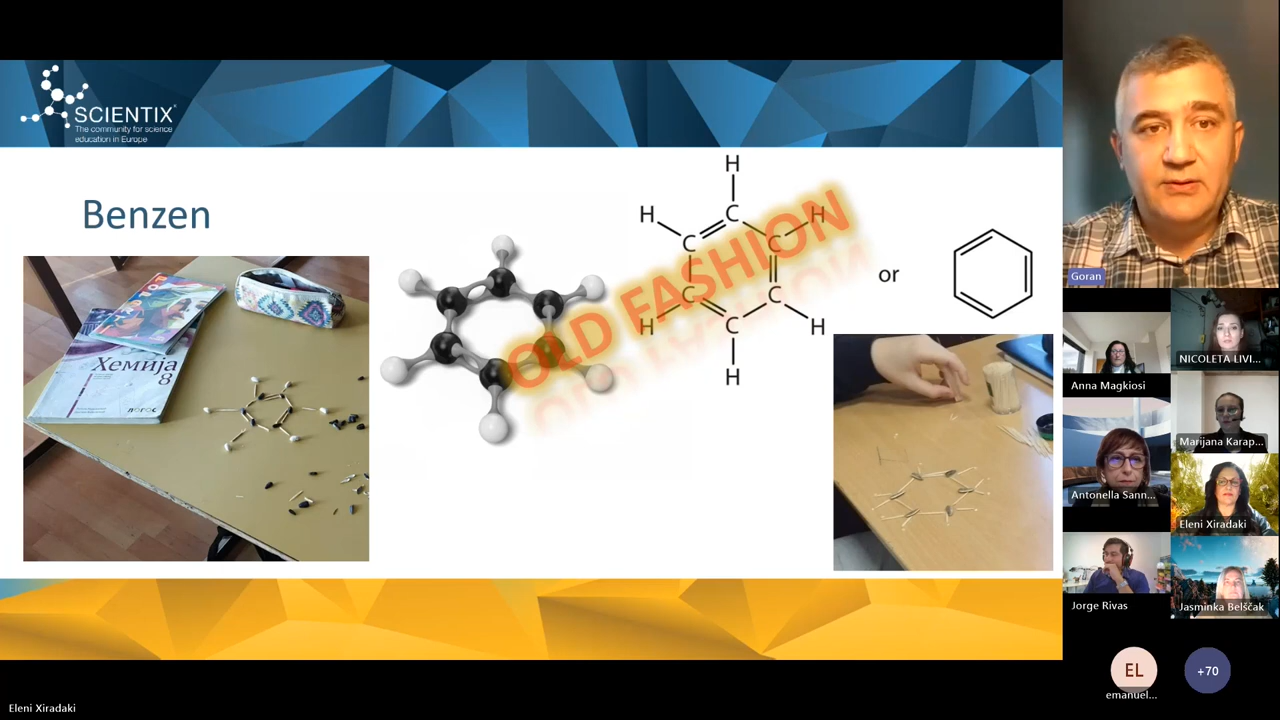 SCIENTIX
The community for science
education in Europe
Benzen
Хемија
8
логос
H
H
H
C
C
C
C
C
C
H
H
H
OLD FASHION
or
Goran
Anna Magkiosi
NICOLETA LIVI...
Marijana Karap...
Antonella Sann...
Eleni Xiradaki
Jorge Rivas
Jasminka Belščak
EL
emanuel...
+70
Eleni Xiradaki